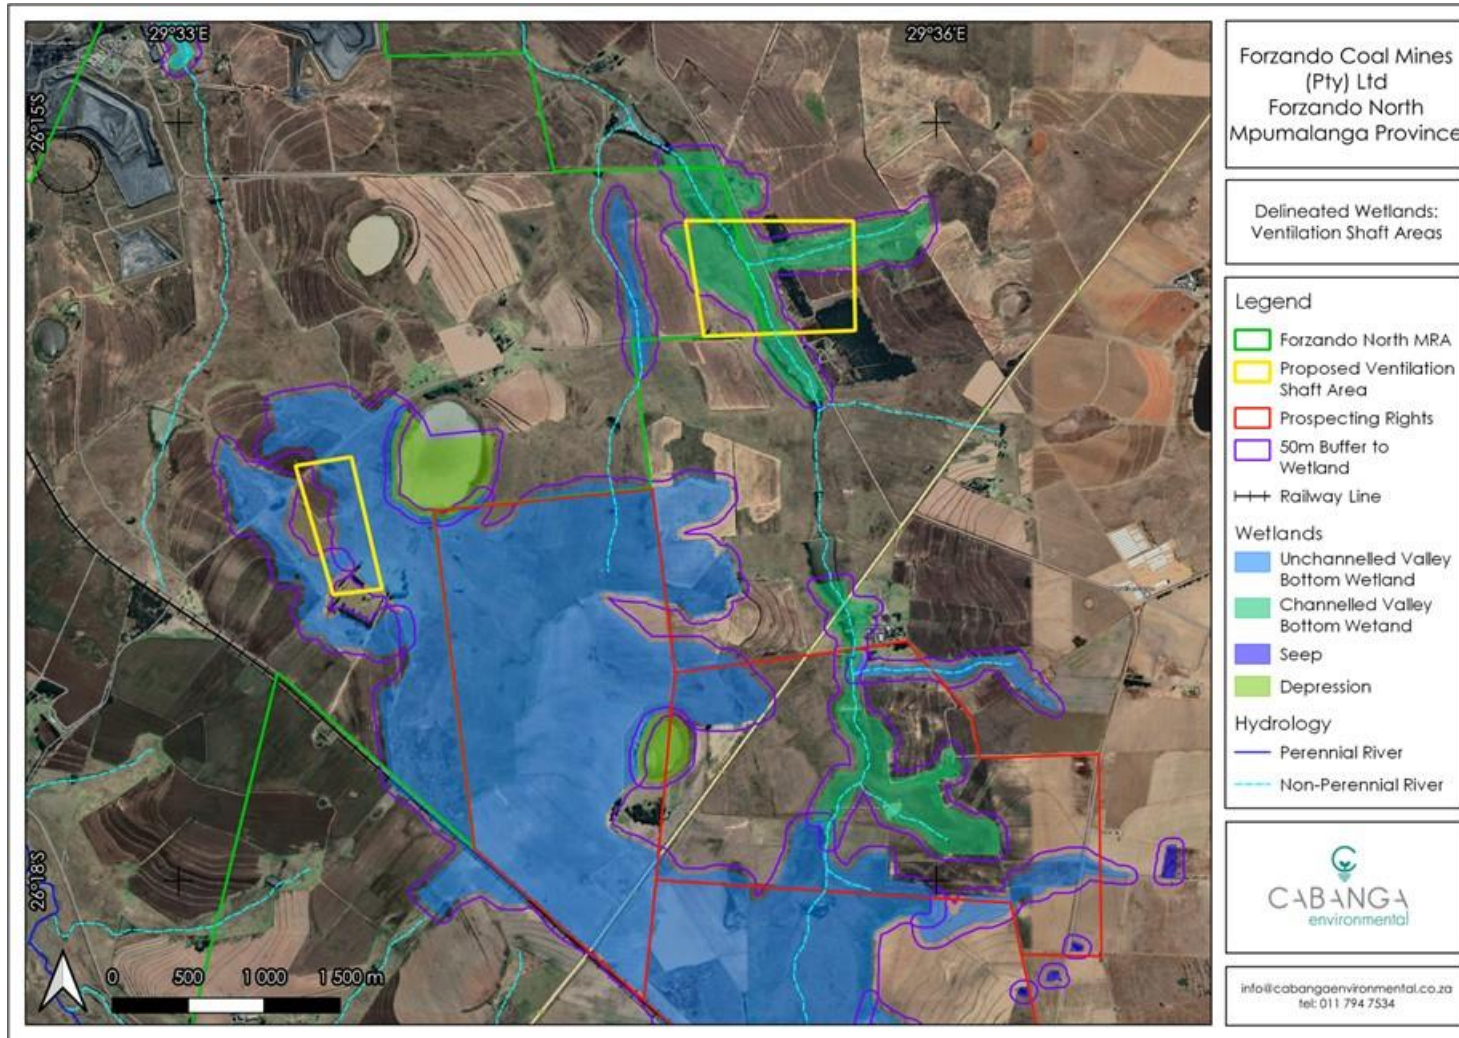 29°33'E
29°36'E
26°15'S
26°18'S
0 500 1 000 1 500 m
Forzando Coal Mines
(Pty) Ltd
Forzando North
Mpumalanga Province
Delineated Wetlands:
Ventilation Shaft Areas
Legend
Forzando North MRA
Proposed Ventilation
Shaft Area
Prospecting Rights
50m Buffer to
Wetland
Railway Line
Wetlands
Unchannelled Valley
Bottom Wetland
Channelled Valley
Bottom Wetand
Seep
Depression
Hydrology
Perennial River
Non-Perennial River
CABANGA
environmental
info@cabangaenvironmental.co.za
tel: 011 794 7534